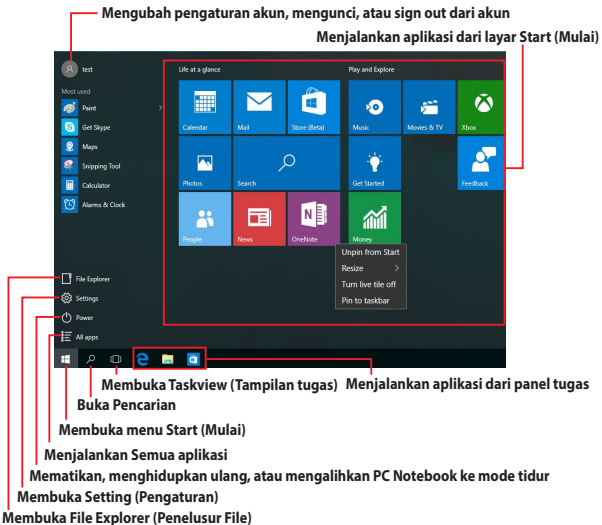 Mengubah pengaturan akun, mengunci, atau sign out dari akun
Menjalankan aplikasi dari layar Start (Mulai)
test
Life at a glance
Play and Explore
Most used
Paint
Get Skype
Maps
Snipping Tool
Calculator
Alarms & Clock
Calendar
Mail
Store (Beta)
Music
Movies & TV
Xbox
Photos
Search
Get Started
Feedback
People
News
OneNote
Money
Unpin from Start
Resize
Turn live tile off
Pin to taskbar
File Explorer
Settings
Power
All apps
Membuka Taskview (Tampilan tugas)
Menjalankan aplikasi dari panel tugas
Buka Pencarian
Membuka menu Start (Mulai)
Menjalankan Semua aplikasi
Mematikan, menghidupkan ulang, atau mengalihkan PC Notebook ke mode tidur
Membuka Setting (Pengaturan)
Membuka File Explorer (Penelusur File)